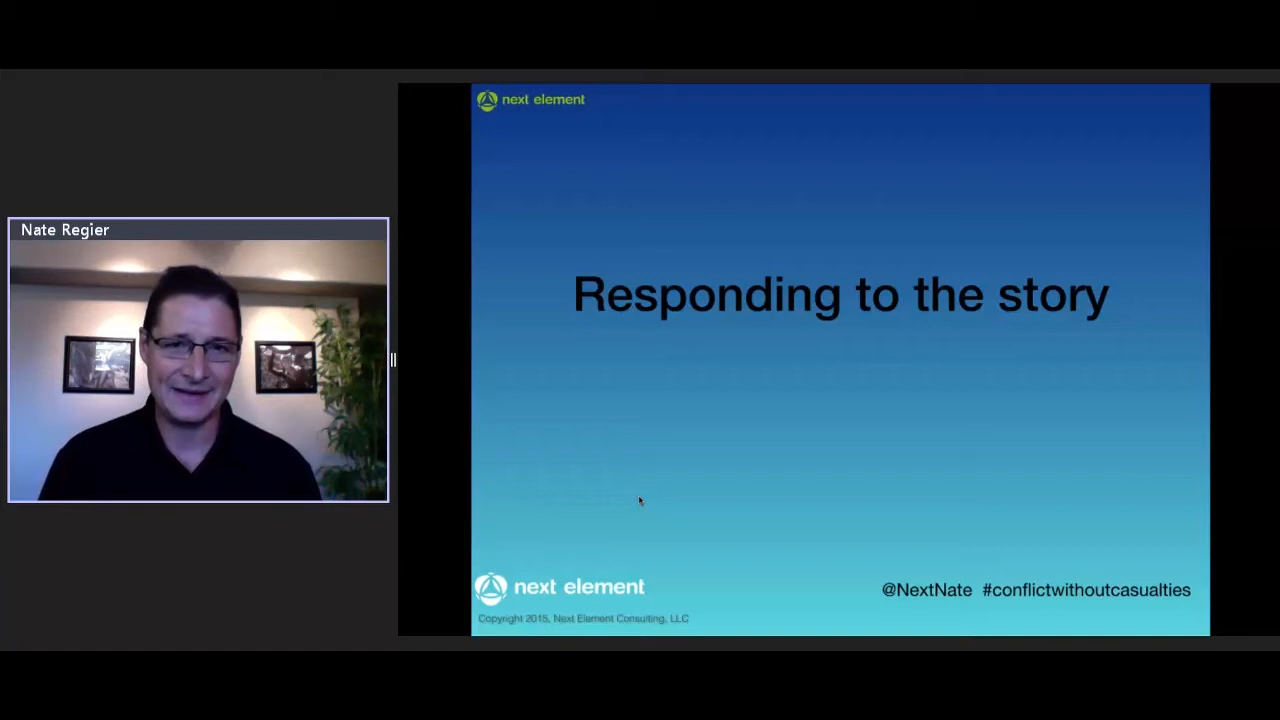 Nate Regier
next element
Responding to the story
next element
@NextNate #conflictwithoutcasualties
Copyright 2015, Next Element Consulting, LLC